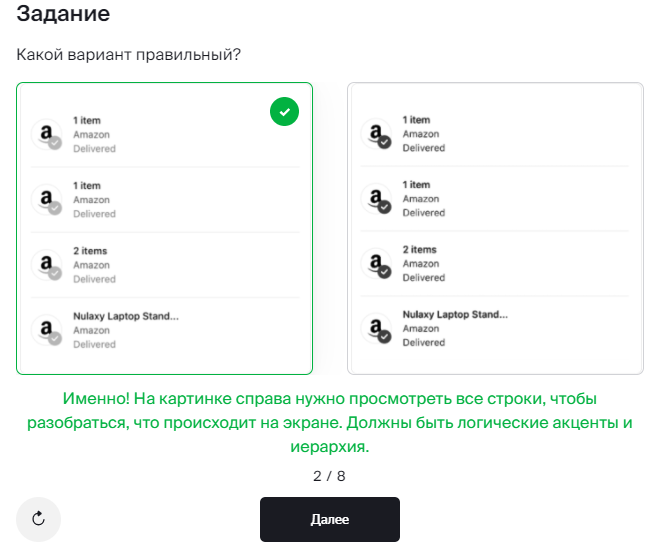 Задание
Какой вариант правильный?
a
1 item
Amazon
Delivered
a
1 item
Amazon
Delivered
a
2 items
Amazon
Delivered
a
Nulaxy Laptop Stand...
Amazon
Delivered
a
1 item
Amazon
Delivered
a
1 item
Amazon
Delivered
a
2 items
Amazon
Delivered
a
Nulaxy Laptop Stand...
Amazon
Delivered
Именно! На картинке справа нужно просмотреть все строки, чтобы
разобраться, что происходит на экране. Должны быть логические акценты и
иерархия.
2 / 8
Далее